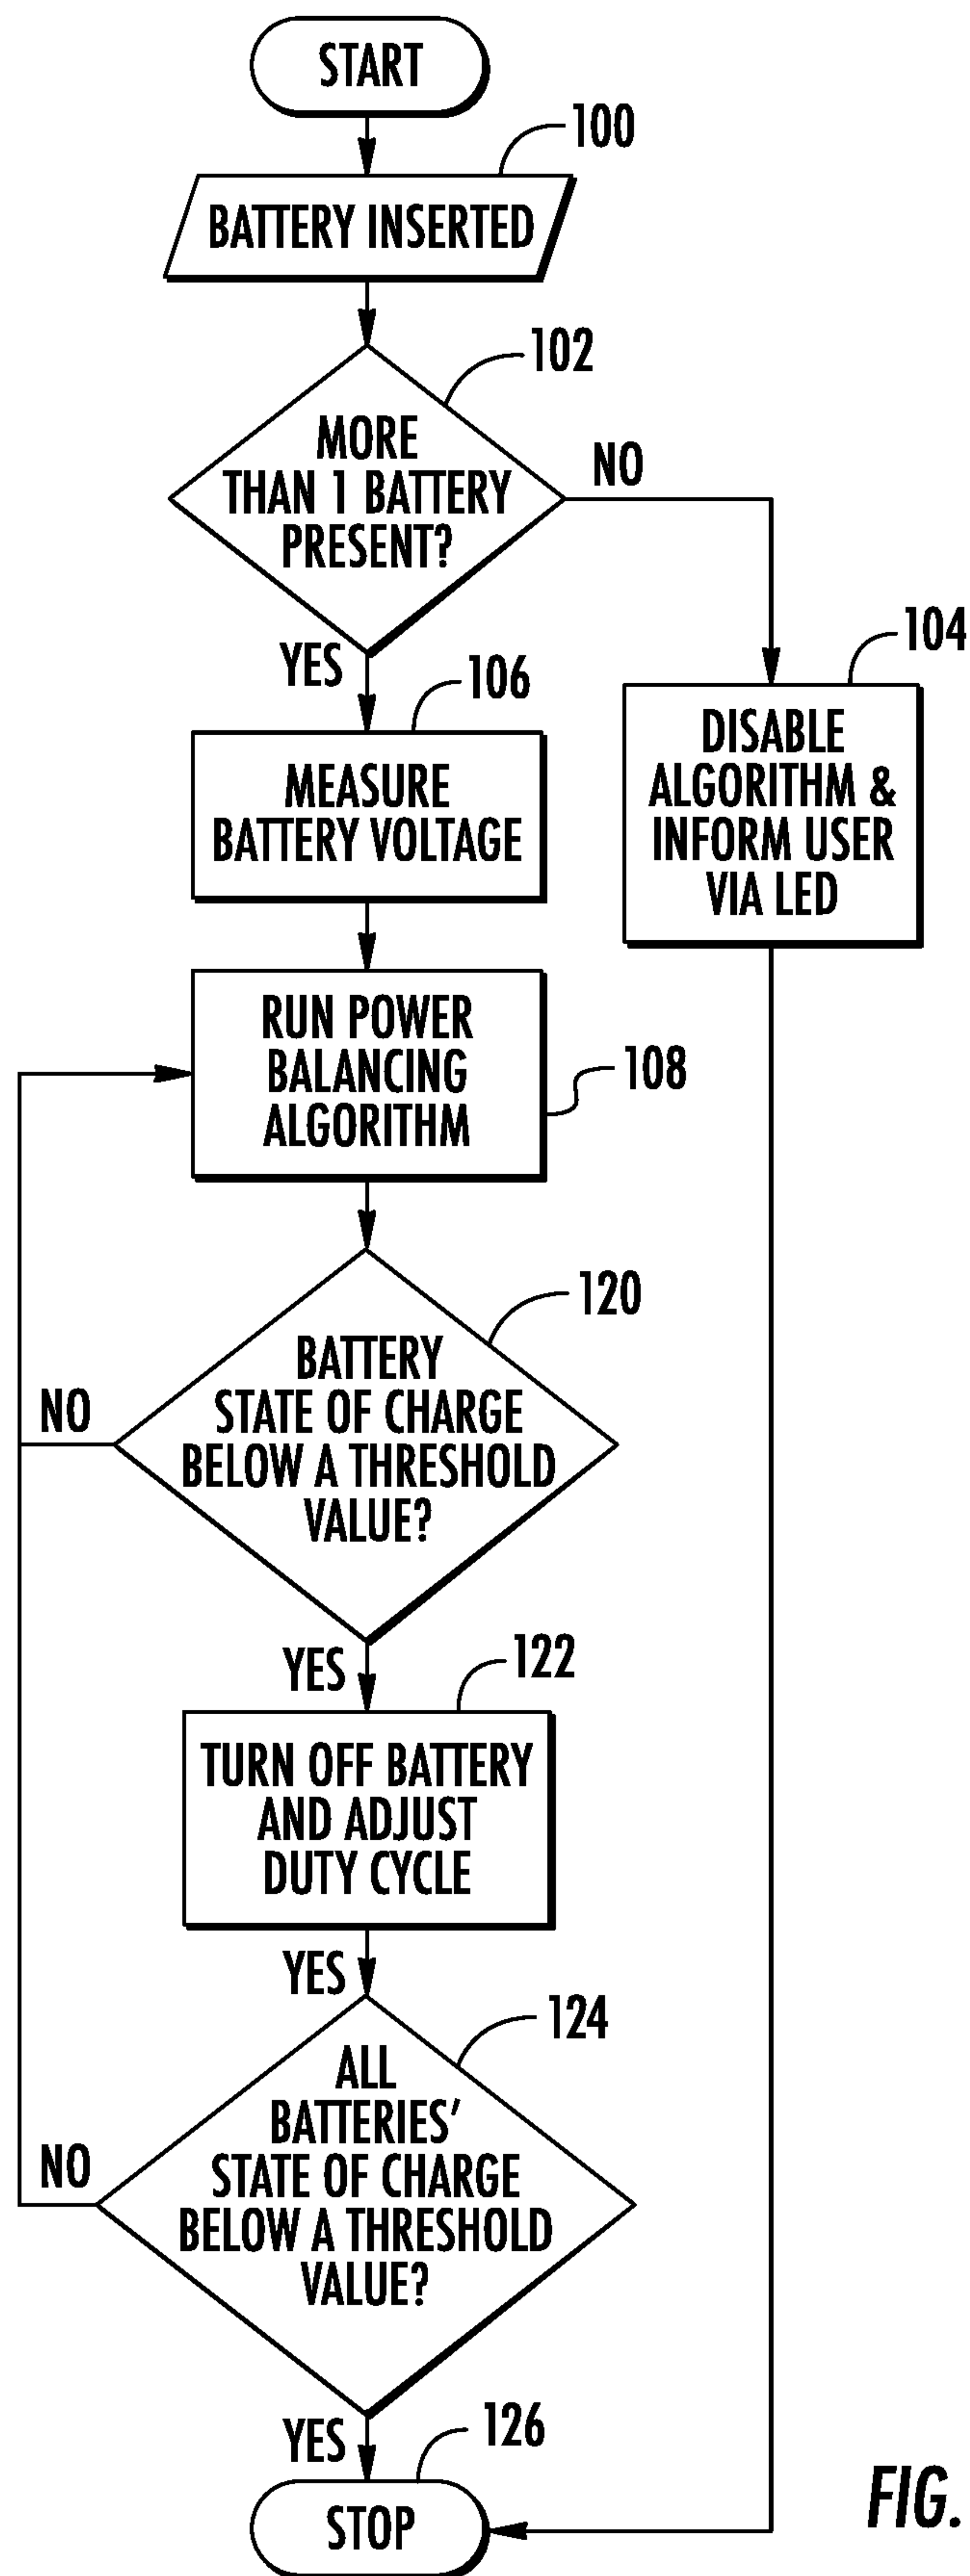 START
100
BATTERY INSERTED
102
MORE
THAN 1 BATTERY
PRESENT?
NO
YES
104
DISABLE
ALGORITHM &
INFORM USER
VIA LED
106
MEASURE
BATTERY VOLTAGE
RUN POWER
BALANCING
ALGORITHM
108
120
BATTERY
STATE OF CHARGE
BELOW A THRESHOLD
VALUE?
NO
YES
122
TURN OFF BATTERY
AND ADJUST
DUTY CYCLE
YES
124
ALL
BATTERIES'
STATE OF CHARGE
BELOW A THRESHOLD
VALUE?
NO
YES
126
STOP
FIG.